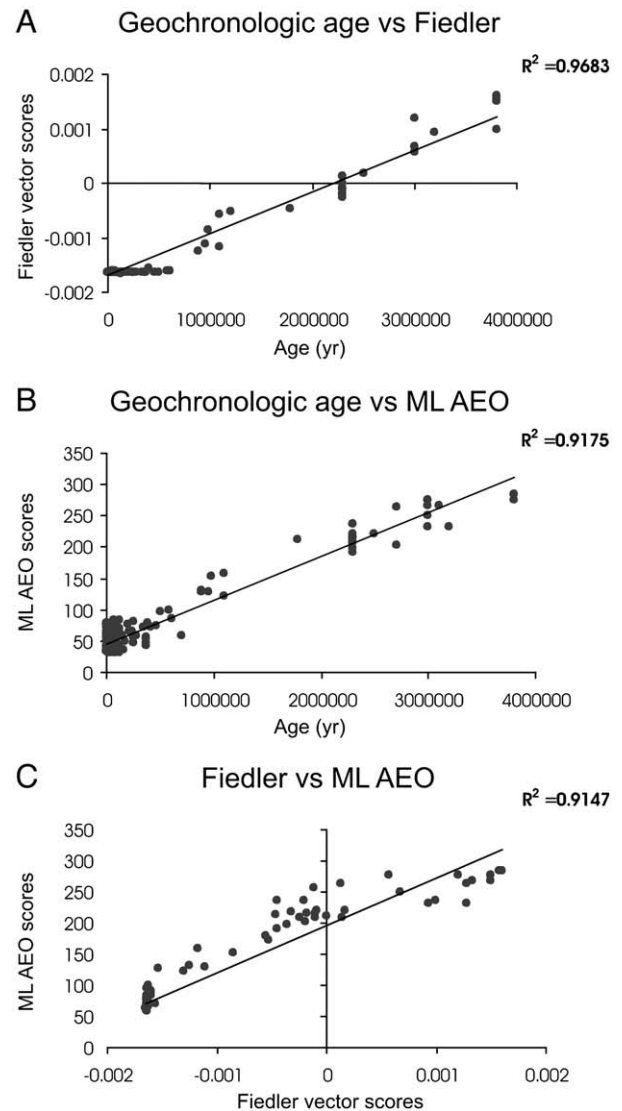 A Geochronologic age vs Fiedler
R² =0.9683
Fiedler vector scores
0.002
0.001
0
-0.001
-0.002
0 1000000 2000000 3000000 4000000
Age (yr)
B Geochronologic age vs ML AEO
R² =0.9175
ML AEO scores
350
300
250
200
150
100
50
0
0 1000000 2000000 3000000 4000000
Age (yr)
C Fiedler vs ML AEO
R² =0.9147
ML AEO scores
350
300
250
200
150
100
50
0
-0.002 -0.001 0 0.001 0.002
Fiedler vector scores